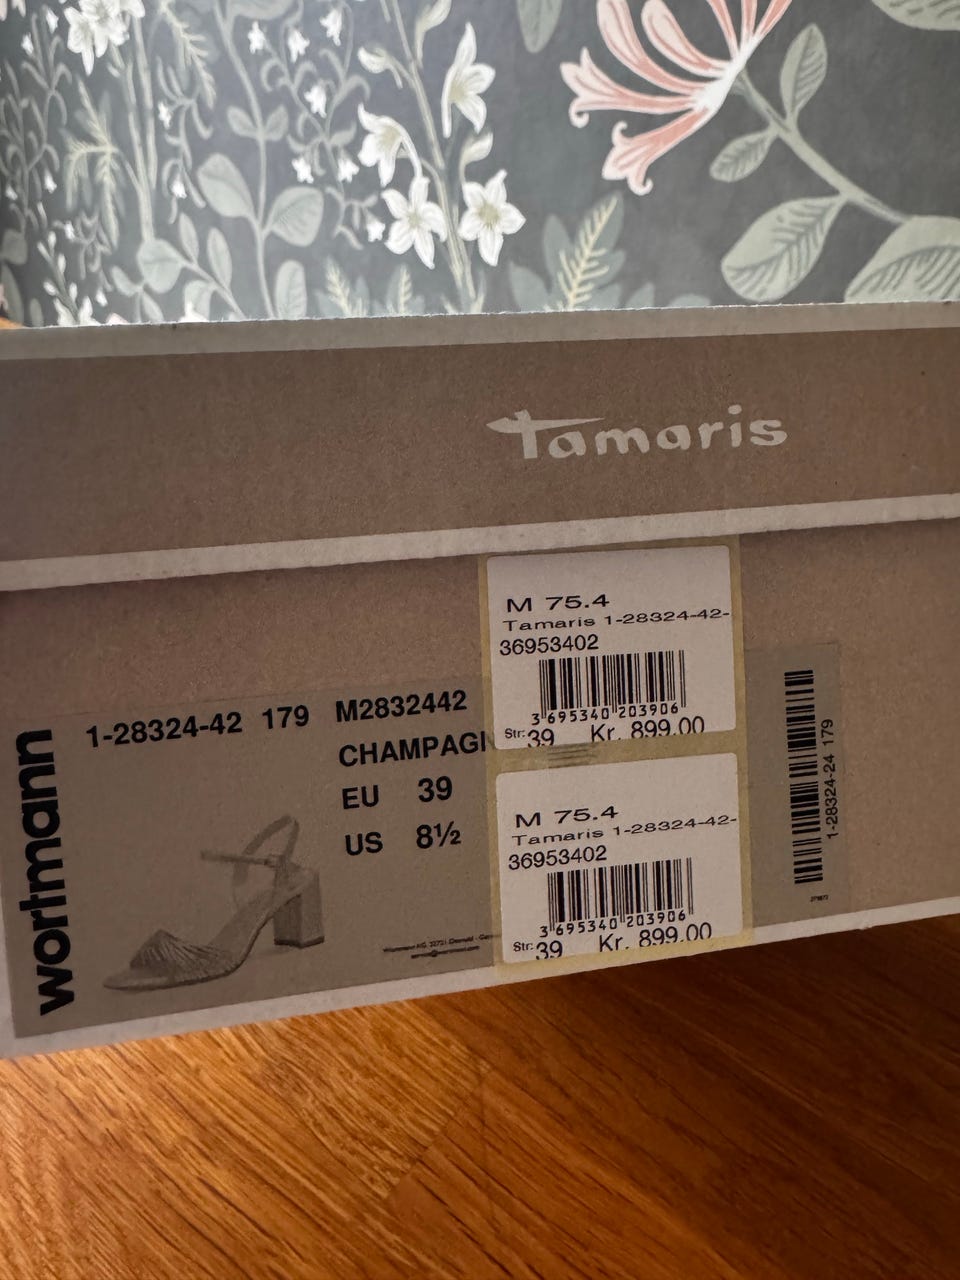 Tamaris
wortmann
1-28324-42 179 M2832442
CHAMPAGI
EU 39
US 8½
M 75.4
Tamaris 1-28324-42-
36953402
3 695340 203906
Str: 39 Kr. 899.00
M 75.4
Tamaris 1-28324-42-
36953402
3 695340 203906
Str: 39 Kr. 899.00
1-28324-24 179